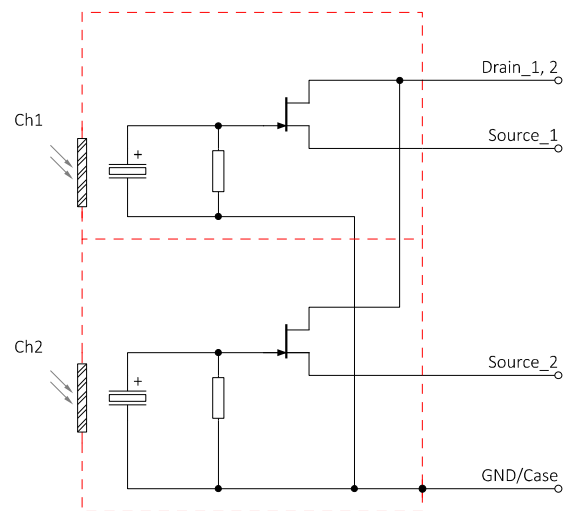 Drain_1, 2
Ch1
+
Source_1
Ch2
+
Source_2
GND/Case